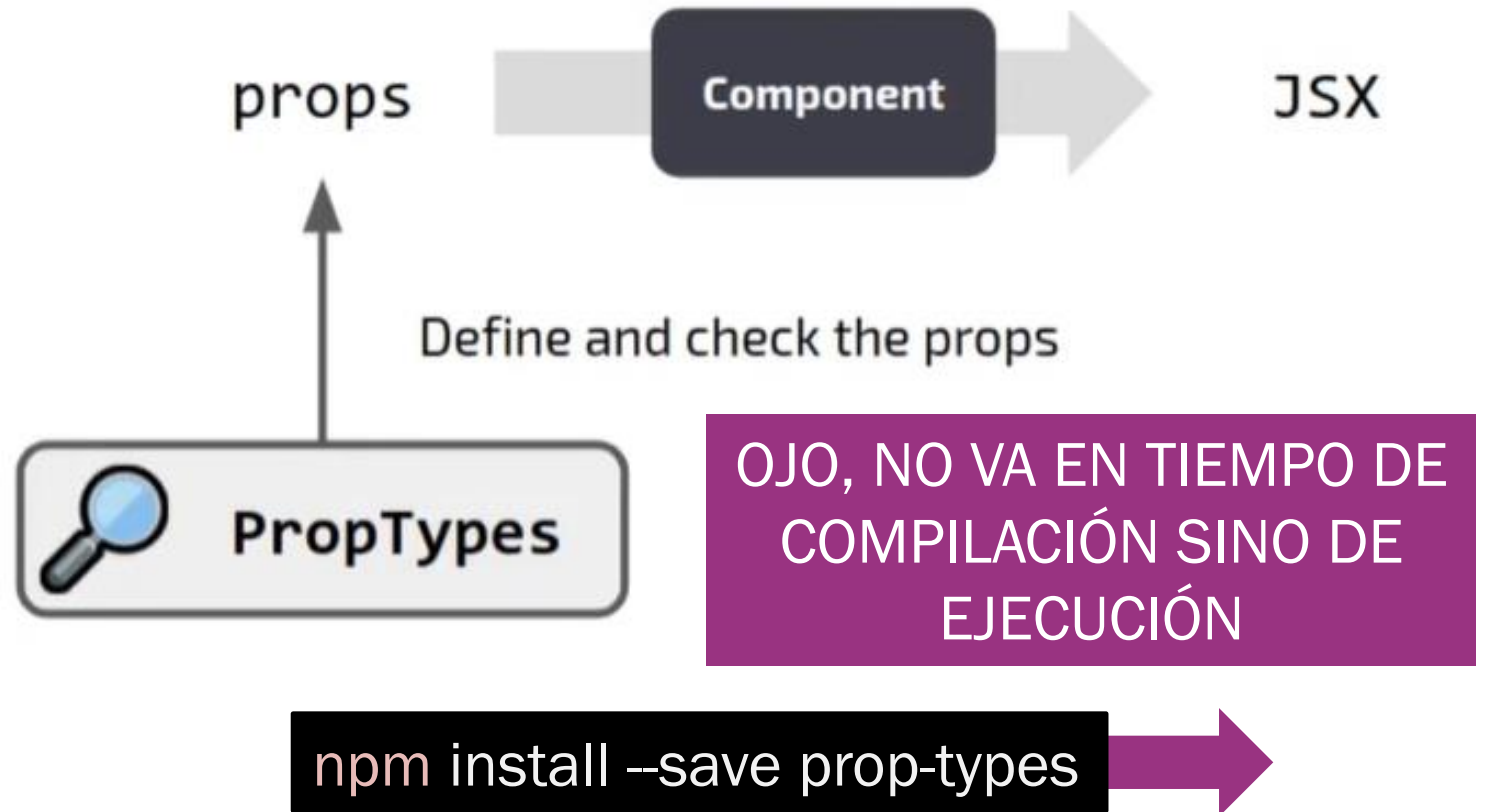 props
Component
JSX
Define and check the props
PropTypes
OJO, NO VA EN TIEMPO DE
COMPILACIÓN SINO DE
EJECUCIÓN
npm install –save prop-types